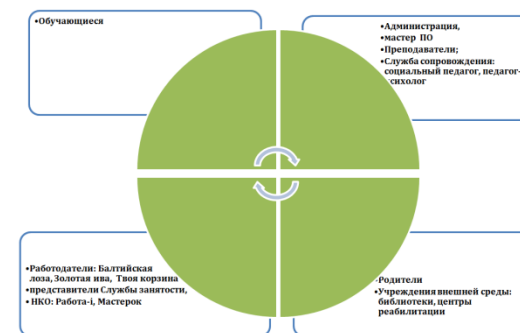 •Обучающиеся
•Администрация,
•мастер ПО
•Преподаватели;
•Служба сопровождения:
социальный педагог, педагог-
психолог
•Работодатели: Балтийская
лоза, Золотая ива, Твоя корзина
•представители Службы занятости,
•НКО: Работа-i, Мастерок
•Родители
•Учреждения внешней среды:
библиотеки, центры
реабилитации